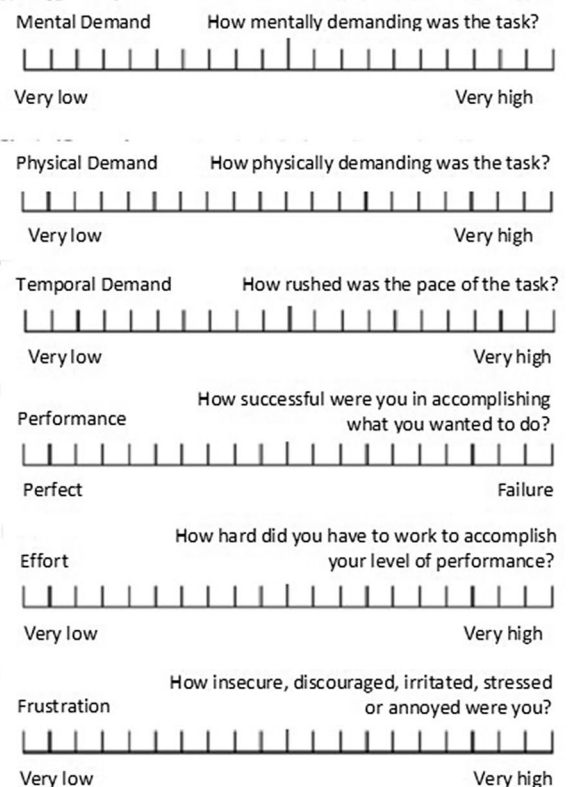 Mental Demand How mentally demanding was the task?
Very low Very high
Physical Demand How physically demanding was the task?
Very low Very high
Temporal Demand How rushed was the pace of the task?
Very low Very high
How successful were you in accomplishing
Performance what you wanted to do?
Perfect Failure
How hard did you have to work to accomplish
Effort your level of performance?
Very low Very high
How insecure, discouraged, irritated, stressed
Frustration or annoyed were you?
Very low Very high